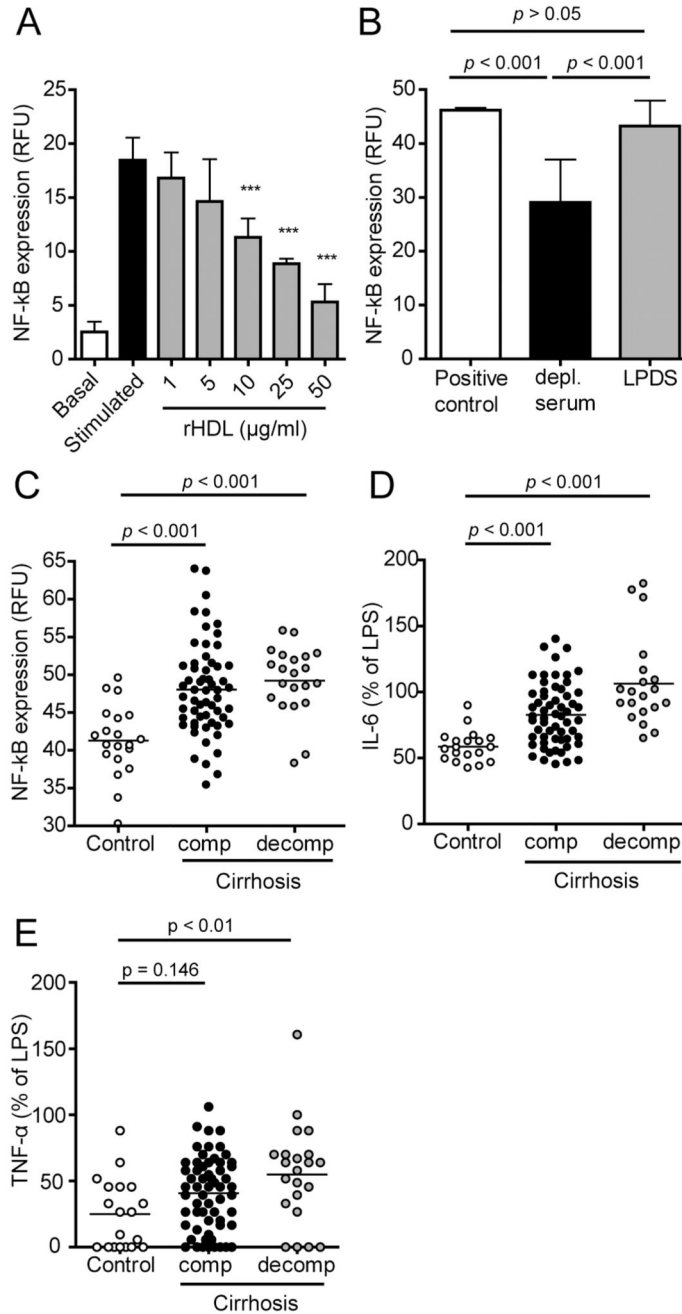 A
NF-kB expression (RFU)
25
20
15
10
5
0
***
***
***
Basal
Stimulated
1
5
10
25
50
rHDL (µg/ml)
B
p > 0.05
p < 0.001
p < 0.001
NF-kB expression (RFU)
50
40
30
20
10
0
Positive
control
depl.
serum
LPDS
C
p < 0.001
p < 0.001
NF-kB expression (RFU)
65
60
55
50
45
40
35
30
Control
comp
decomp
Cirrhosis
D
p < 0.001
p < 0.001
IL-6 (% of LPS)
200
150
100
50
0
Control
comp
decomp
Cirrhosis
E
p < 0.01
p = 0.146
TNF-α (% of LPS)
200
150
100
50
0
Control
comp
decomp
Cirrhosis